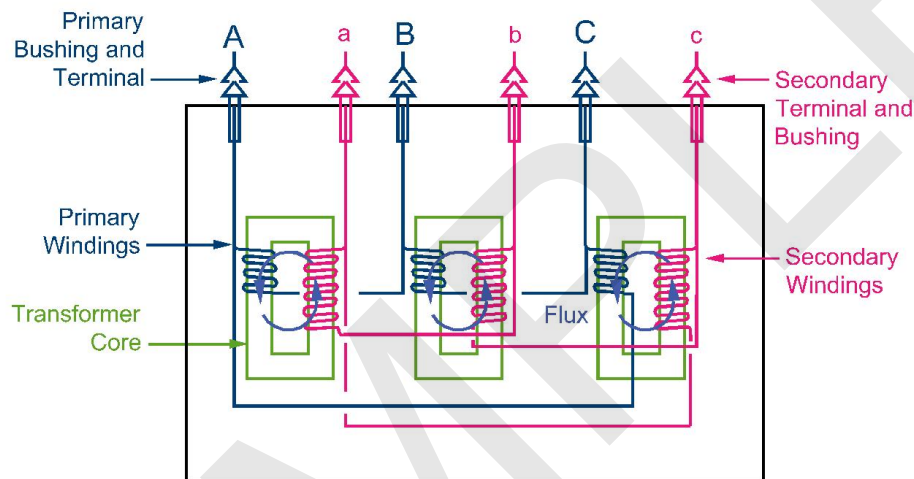 Primary
Bushing and
Terminal
A
a
B
b
C
c
Secondary
Terminal and
Bushing
Primary
Windings
Secondary
Windings
Transformer
Core
Flux